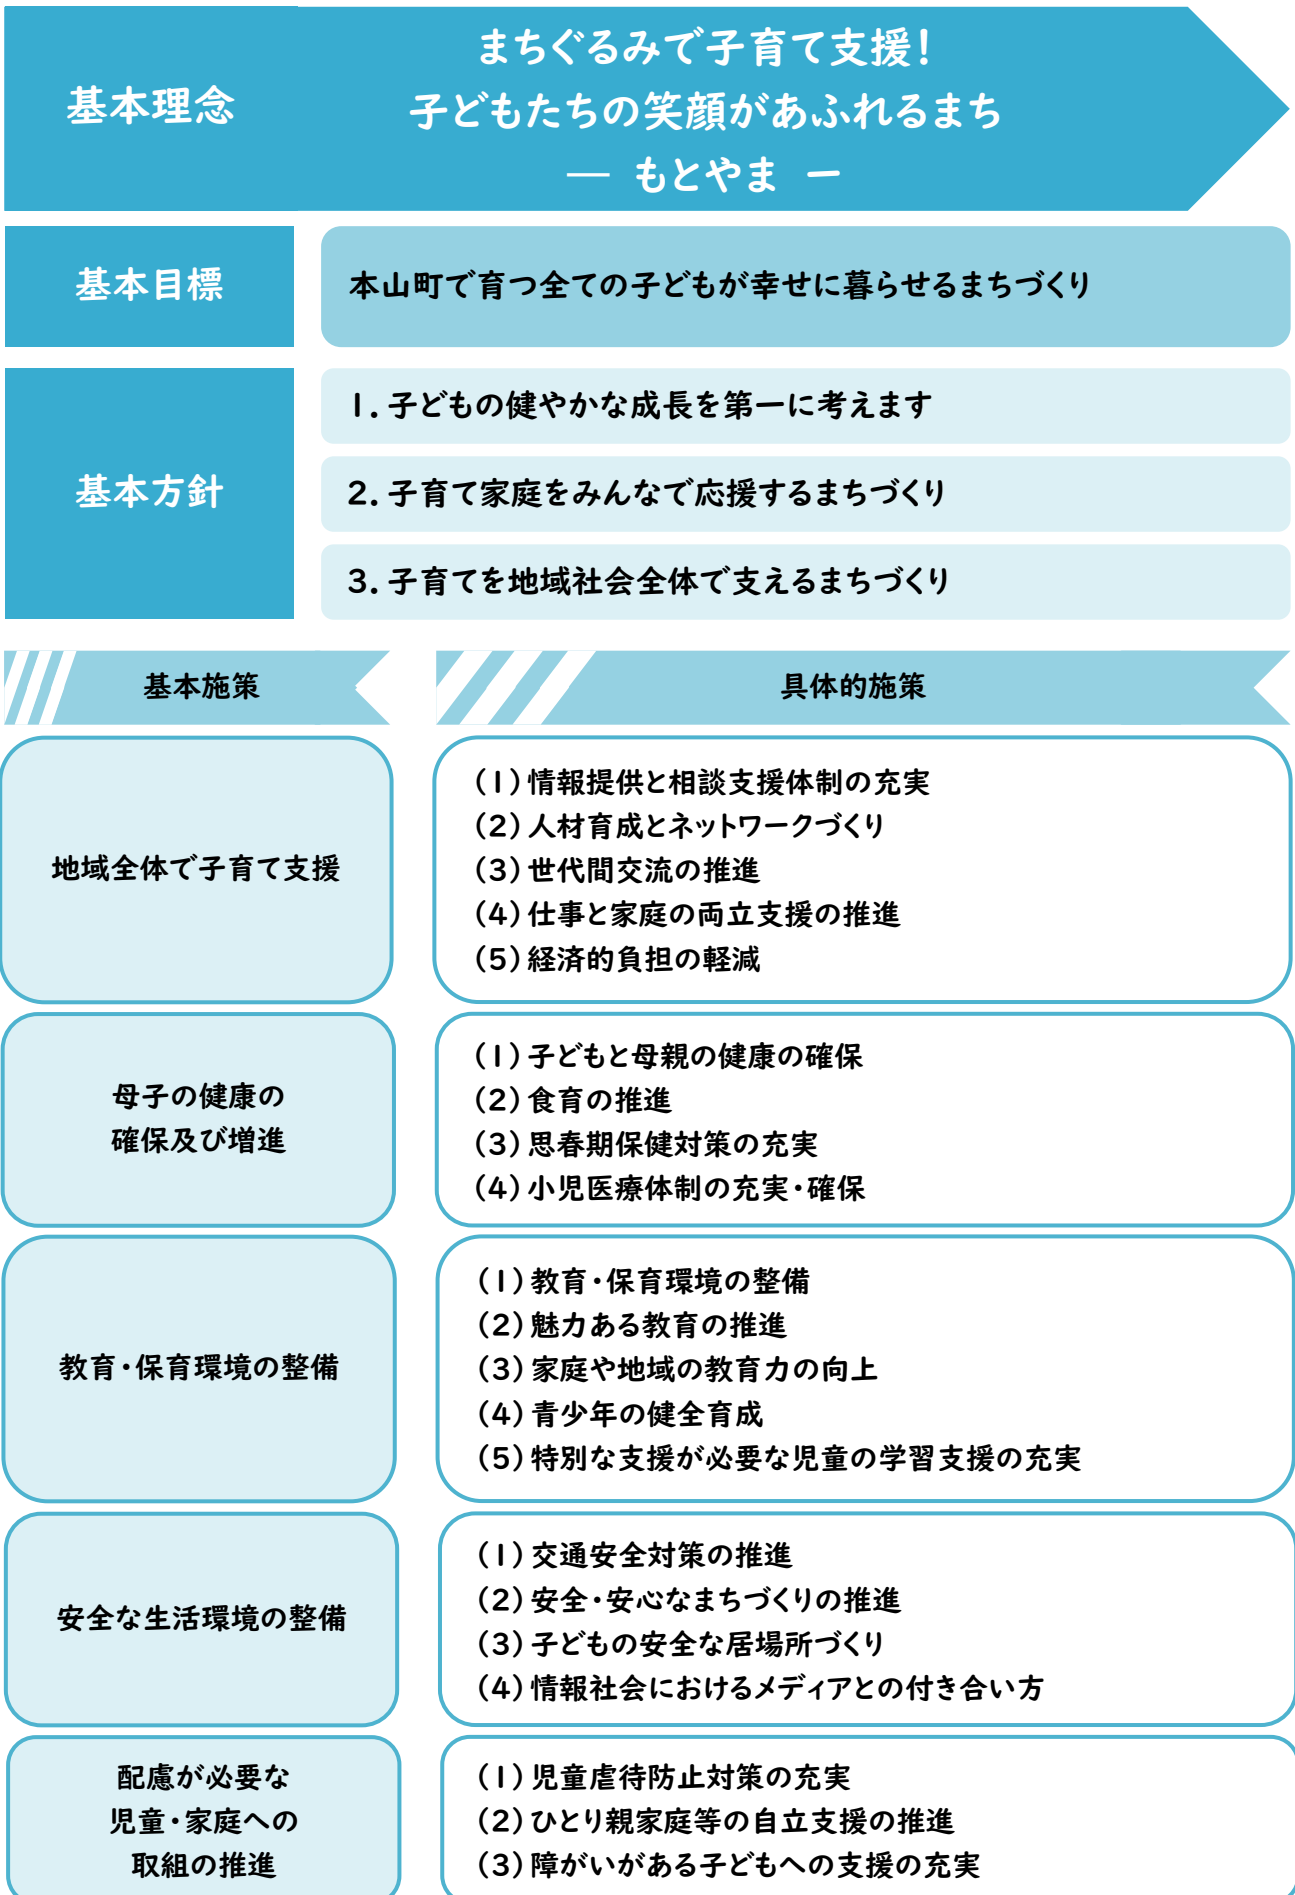 基本理念
まちぐるみで子育て支援!
子どもたちの笑顔があふれるまち
― もとやま ー
基本目標
本山町で育つ全ての子どもが幸せに暮らせるまちづくり
基本方針
1. 子どもの健やかな成長を第一に考えます
2. 子育て家庭をみんなで応援するまちづくり
3. 子育てを地域社会全体で支えるまちづくり
基本施策
具体的施策
地域全体で子育て支援
(1)情報提供と相談支援体制の充実
(2)人材育成とネットワークづくり
(3)世代間交流の推進
(4)仕事と家庭の両立支援の推進
(5)経済的負担の軽減
母子の健康の
確保及び増進
(1)子どもと母親の健康の確保
(2)食育の推進
(3)思春期保健対策の充実
(4)小児医療体制の充実・確保
教育・保育環境の整備
(1)教育・保育環境の整備
(2)魅力ある教育の推進
(3)家庭や地域の教育力の向上
(4)青少年の健全育成
(5)特別な支援が必要な児童の学習支援の充実
安全な生活環境の整備
(1)交通安全対策の推進
(2)安全・安心なまちづくりの推進
(3)子どもの安全な居場所づくり
(4)情報社会におけるメディアとの付き合い方
配慮が必要な
児童・家庭への
取組の推進
(1)児童虐待防止対策の充実
(2)ひとり親家庭等の自立支援の推進
(3)障がいがある子どもへの支援の充実